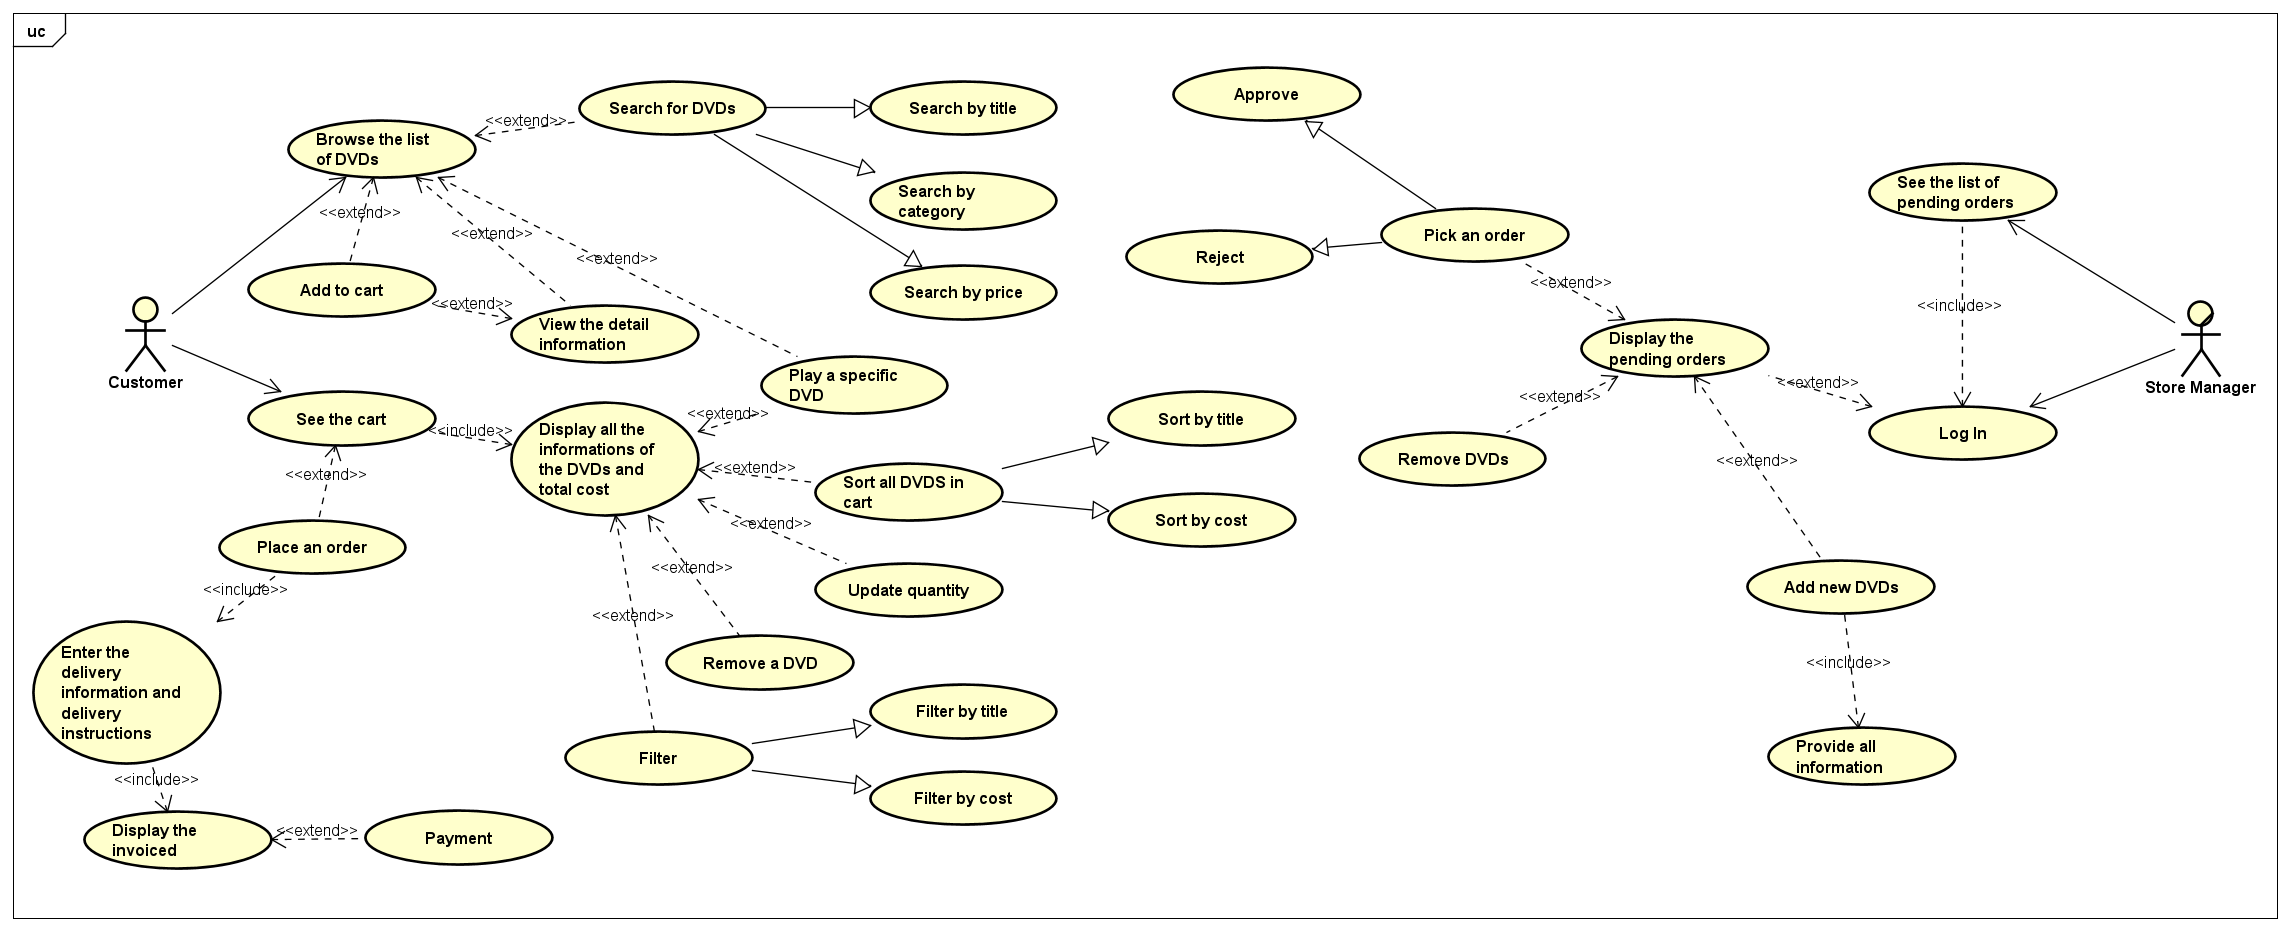 uc
Approve
Search for DVDs
Search by title
<<extend>>
Browse the list
of DVDs
Search by
category
See the list of
pending orders
<<extend>>
<<extend>>
<<extend>>
Pick an order
Reject
<<extend>>
Add to cart
Search by price
<<extend>>
<<extend>>
<<include>>
View the detail
information
Display the
pending orders
Customer
Play a specific
DVD
<<extend>>
Store Manager
<<extend>>
<<extend>>
See the cart
<<include>>
Sort by title
Display all the
informations of
the DVDs and
total cost
Log In
Remove DVDs
<<extend>>
<<extend>>
<<extend>>
Sort all DVDS in
cart
Sort by cost
<<extend>>
Place an order
<<extend>>
<<include>>
Update quantity
Add new DVDs
<<extend>>
Enter the
delivery
information and
delivery
instructions
Remove a DVD
<<include>>
Filter by title
Filter
Provide all
information
<<include>>
Filter by cost
Display the
invoiced
<<extend>>
Payment